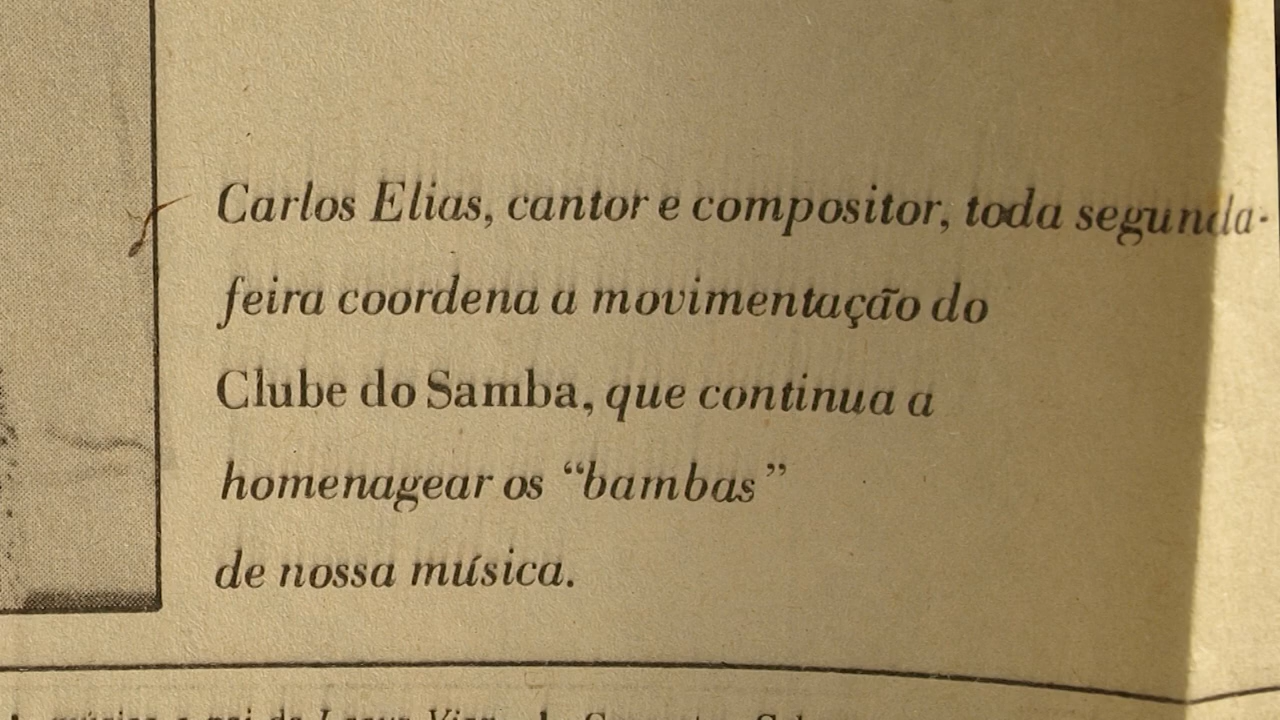 Carlos Elias, cantor e compositor, toda segunda-
feira coordena a movimentação do
Clube do Samba, que continua a
homenagear os “bambas”
de nossa música.